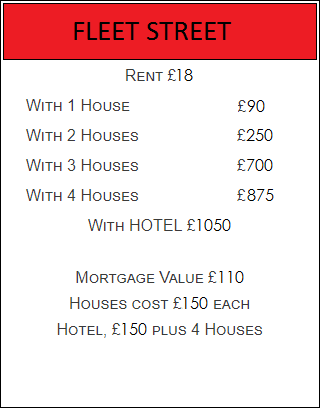 FLEET STREET
Rent £18
With 1 House £90
With 2 Houses £250
With 3 Houses £700
With 4 Houses £875
With HOTEL £1050
Mortgage Value £110
Houses cost £150 each
Hotel, £150 plus 4 Houses